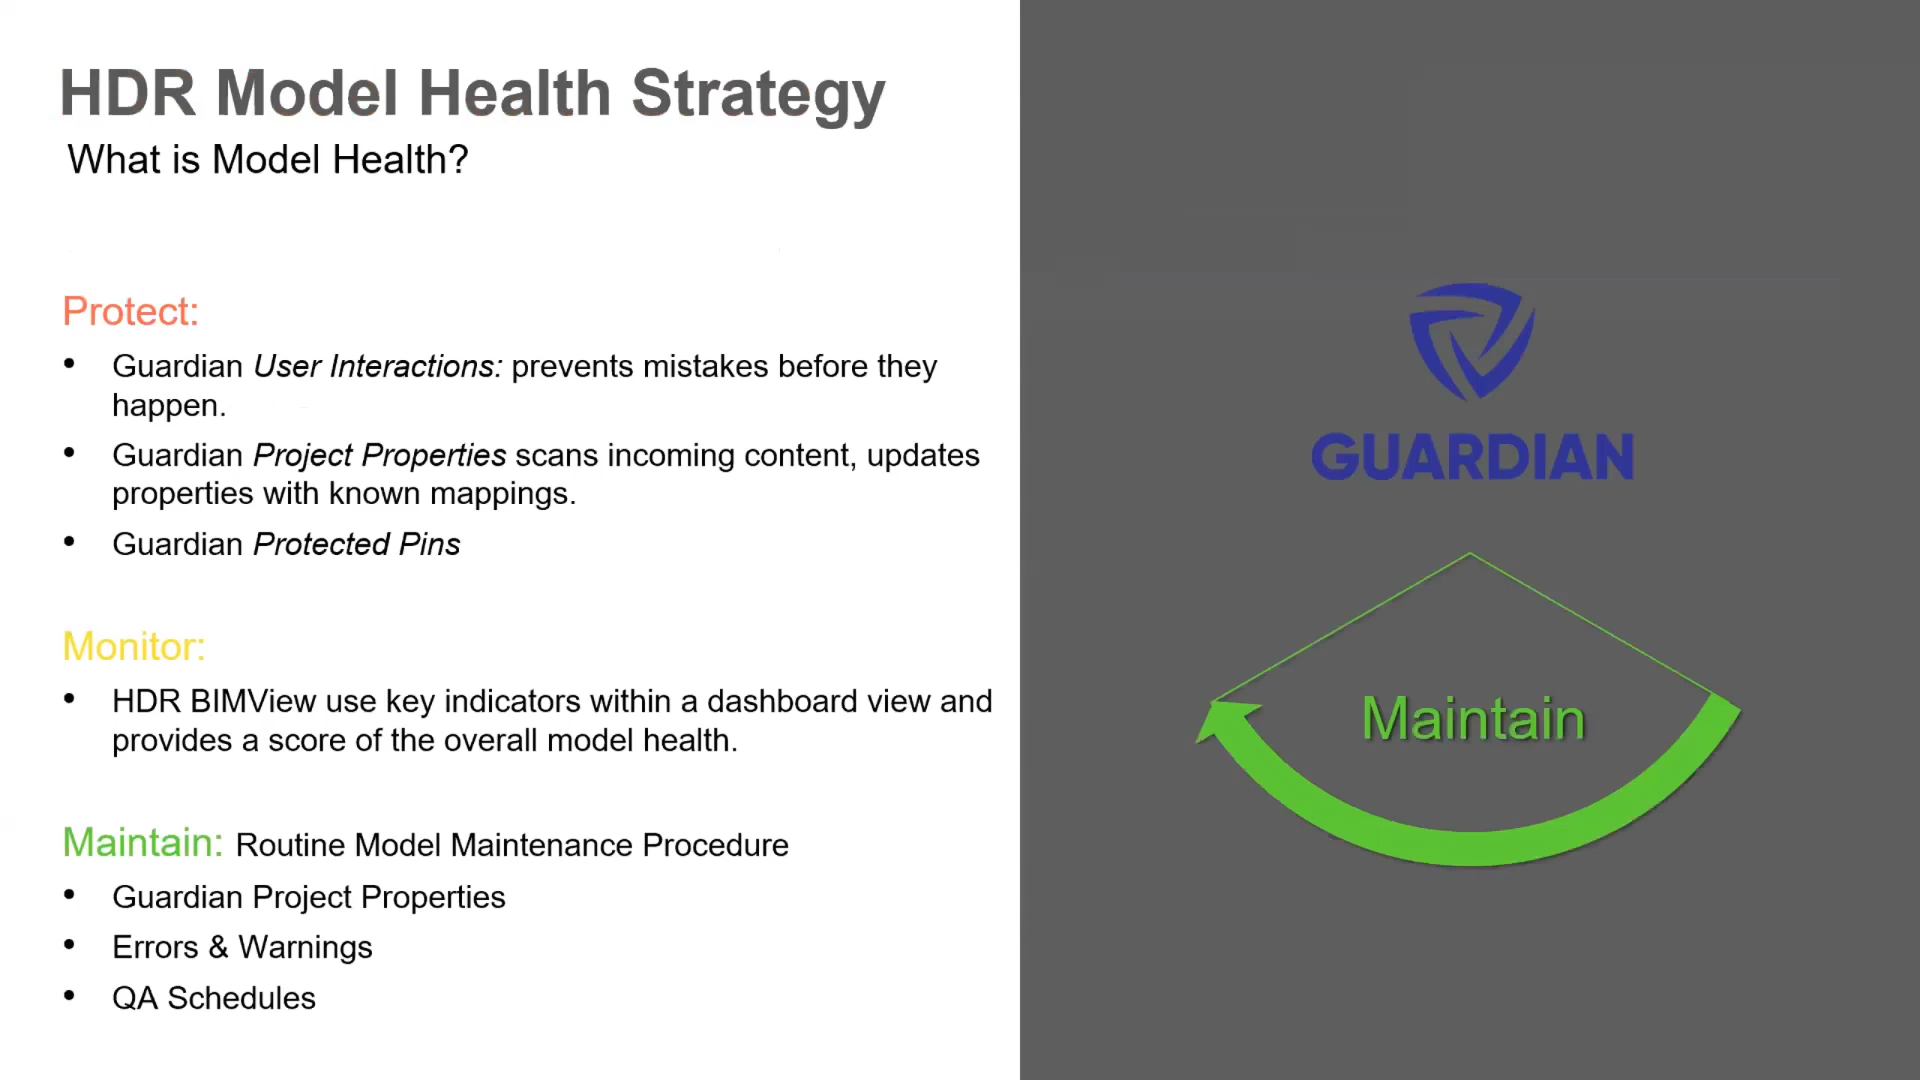 HDR Model Health Strategy
What is Model Health?
Protect:
• Guardian User Interactions: prevents mistakes before they
happen.
• Guardian Project Properties scans incoming content, updates
properties with known mappings.
• Guardian Protected Pins
Monitor:
• HDR BIMView use key indicators within a dashboard view and
provides a score of the overall model health.
Maintain: Routine Model Maintenance Procedure
• Guardian Project Properties
• Errors & Warnings
• QA Schedules
GUARDIAN
Maintain